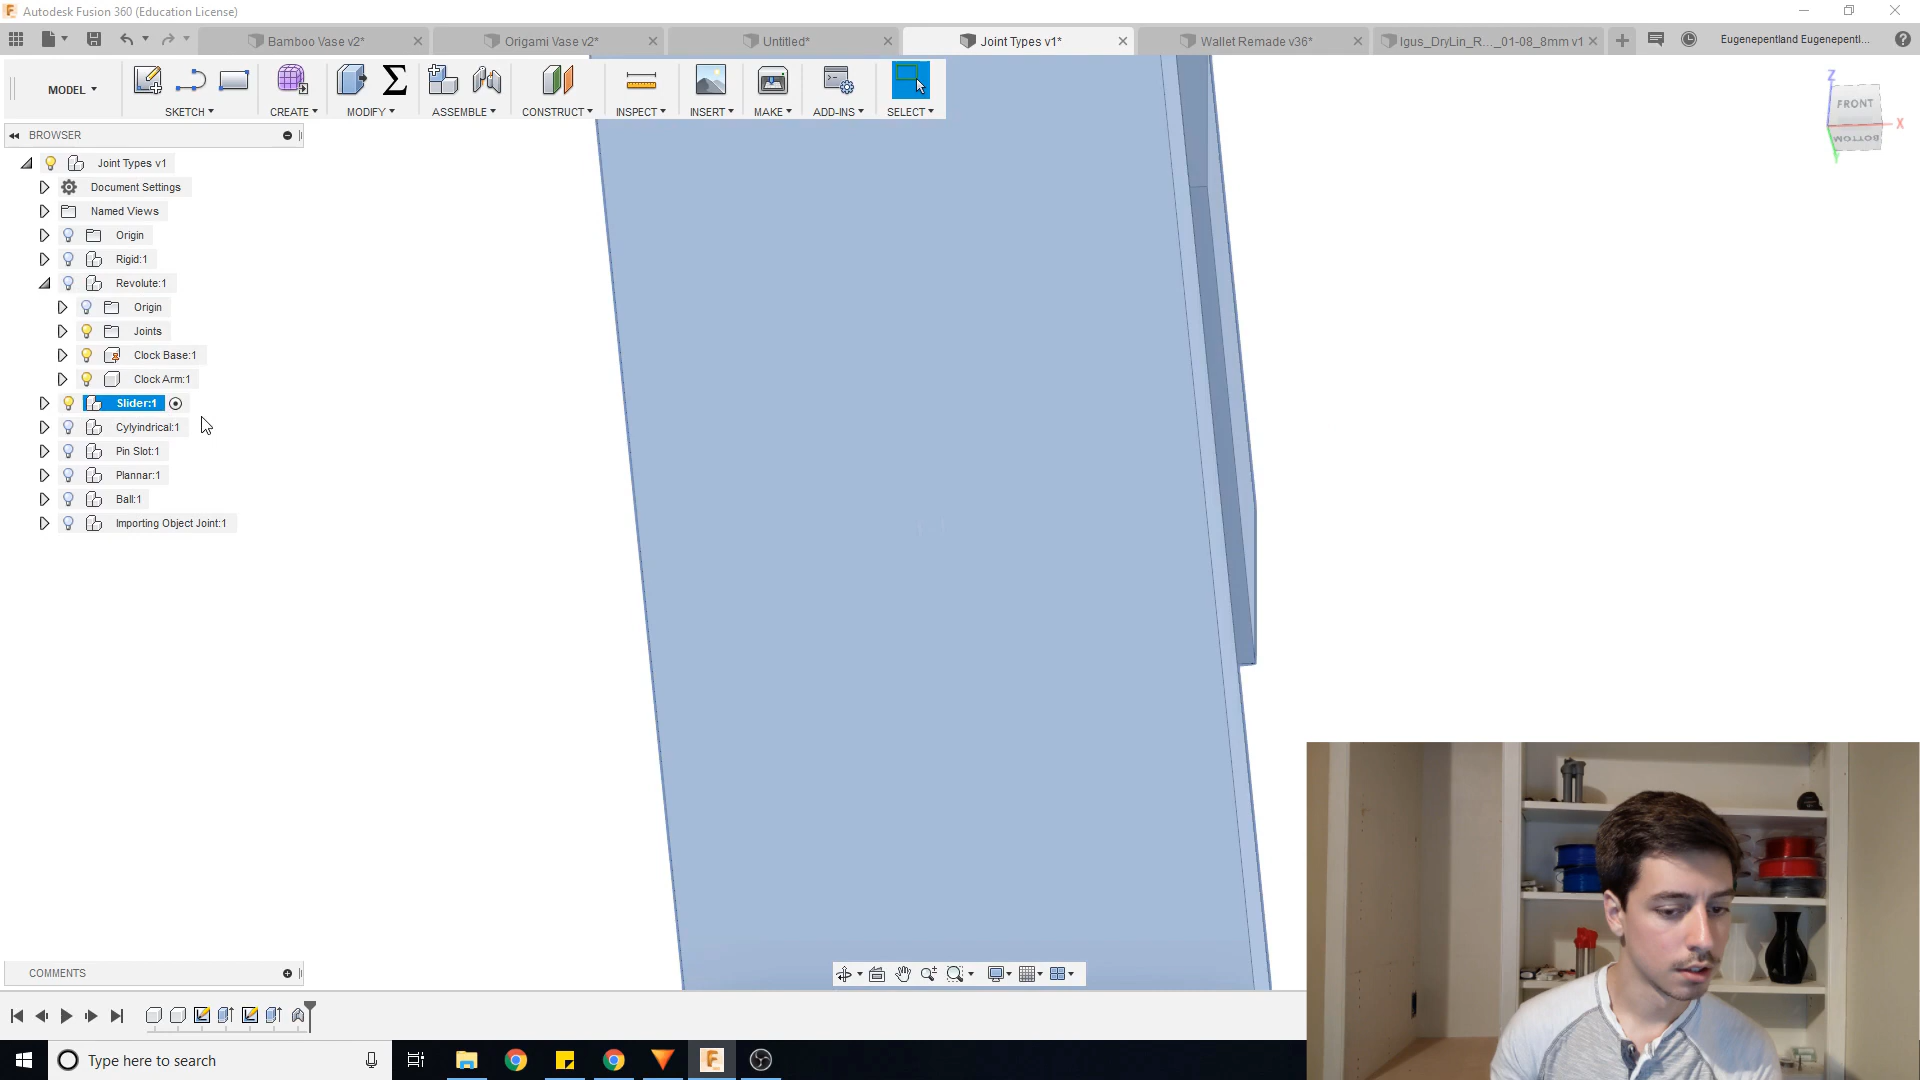 Autodesk Fusion 360 (Education License)
Bamboo Vase v2*
Origami Vase v2*
Untitled*
Joint Types v1*
Wallet Remade v36*
Igus_DryLin_R..._01-08_8mm v1
Eugenepentland Eugenepentl...
MODEL
SKETCH
CREATE
MODIFY
ASSEMBLE
CONSTRUCT
INSPECT
INSERT
MAKE
ADD-INS
SELECT
Z
FRONT
X
BOTTOM
Y
BROWSER
Joint Types v1
Document Settings
Named Views
Origin
Rigid:1
Revolute:1
Origin
Joints
Clock Base:1
Clock Arm:1
Slider:1
Cylyindrical:1
Pin Slot:1
Plannar:1
Ball:1
Importing Object Joint:1
COMMENTS
Type here to search